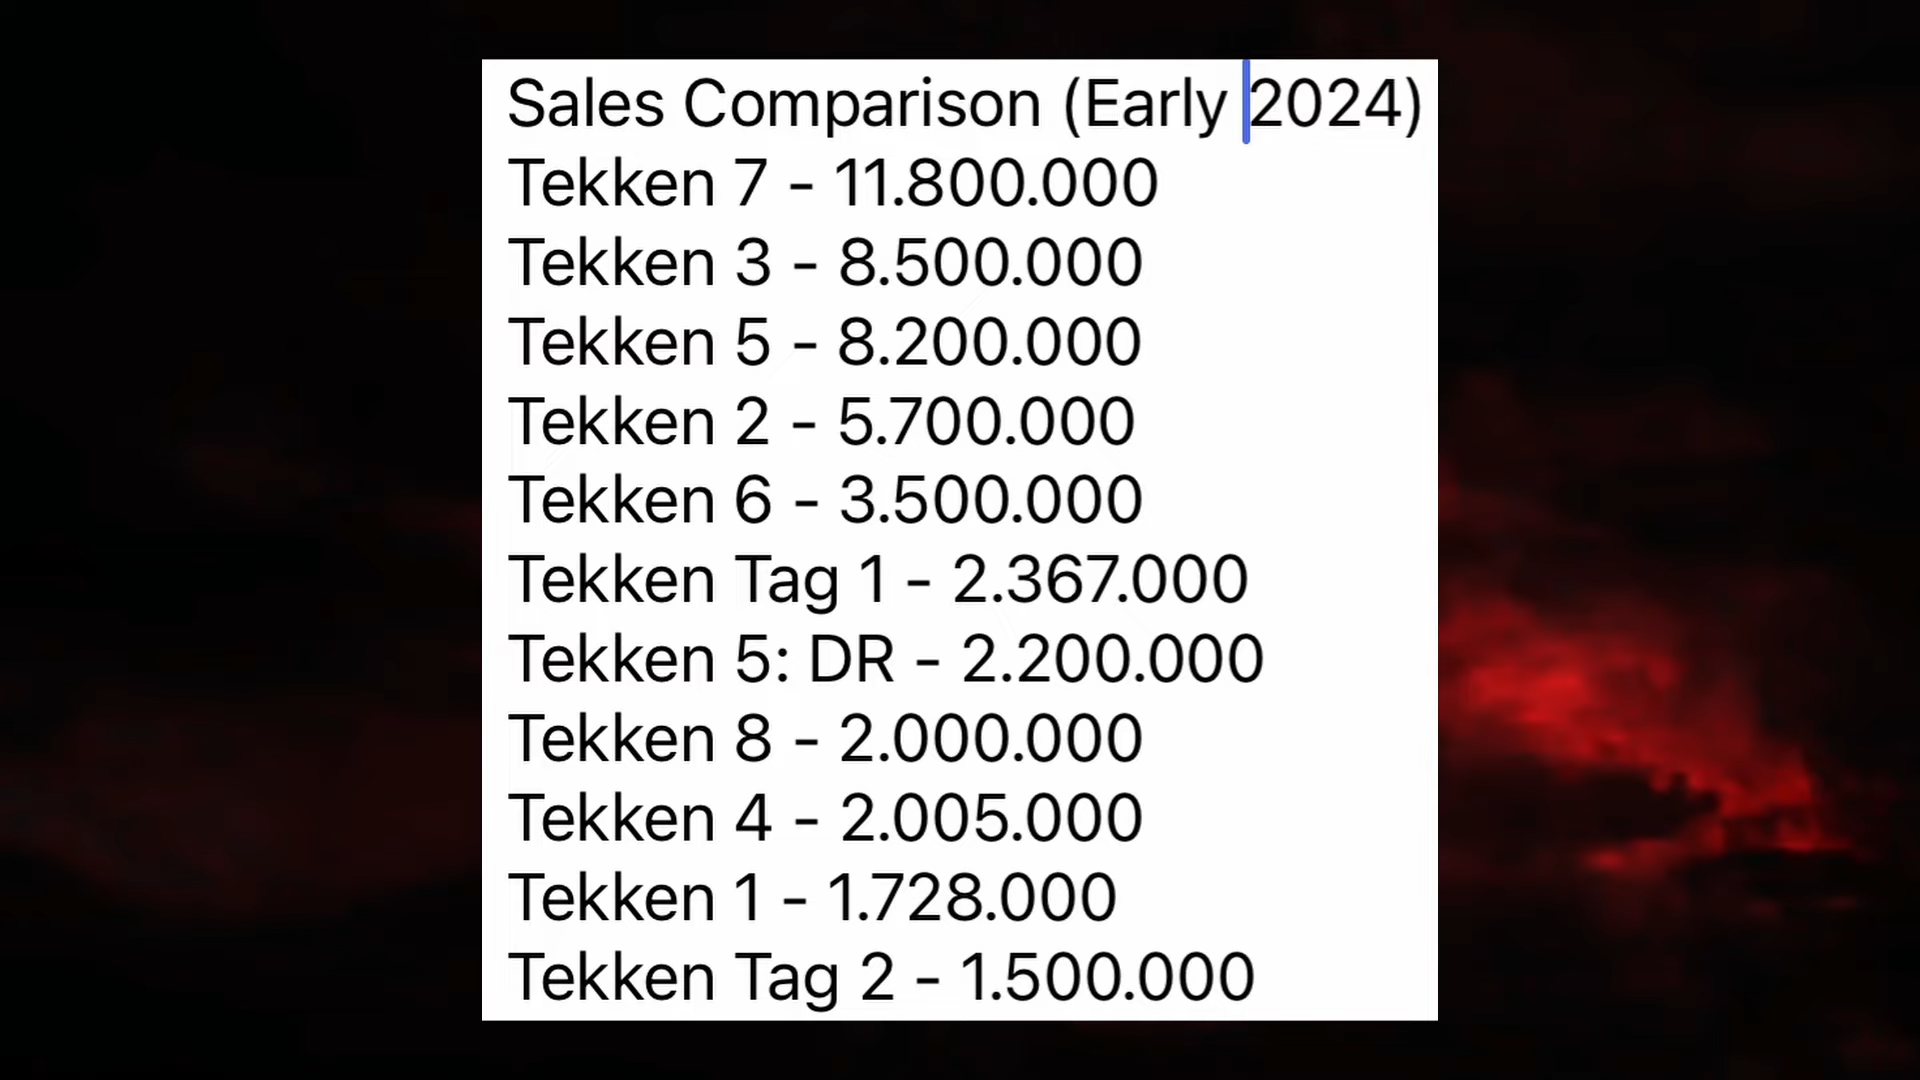 Sales Comparison (Early 2024)
Tekken 7 - 11.800.000
Tekken 3 - 8.500.000
Tekken 5 - 8.200.000
Tekken 2 - 5.700.000
Tekken 6 - 3.500.000
Tekken Tag 1 - 2.367.000
Tekken 5: DR - 2.200.000
Tekken 8 - 2.000.000
Tekken 4 - 2.005.000
Tekken 1 - 1.728.000
Tekken Tag 2 - 1.500.000